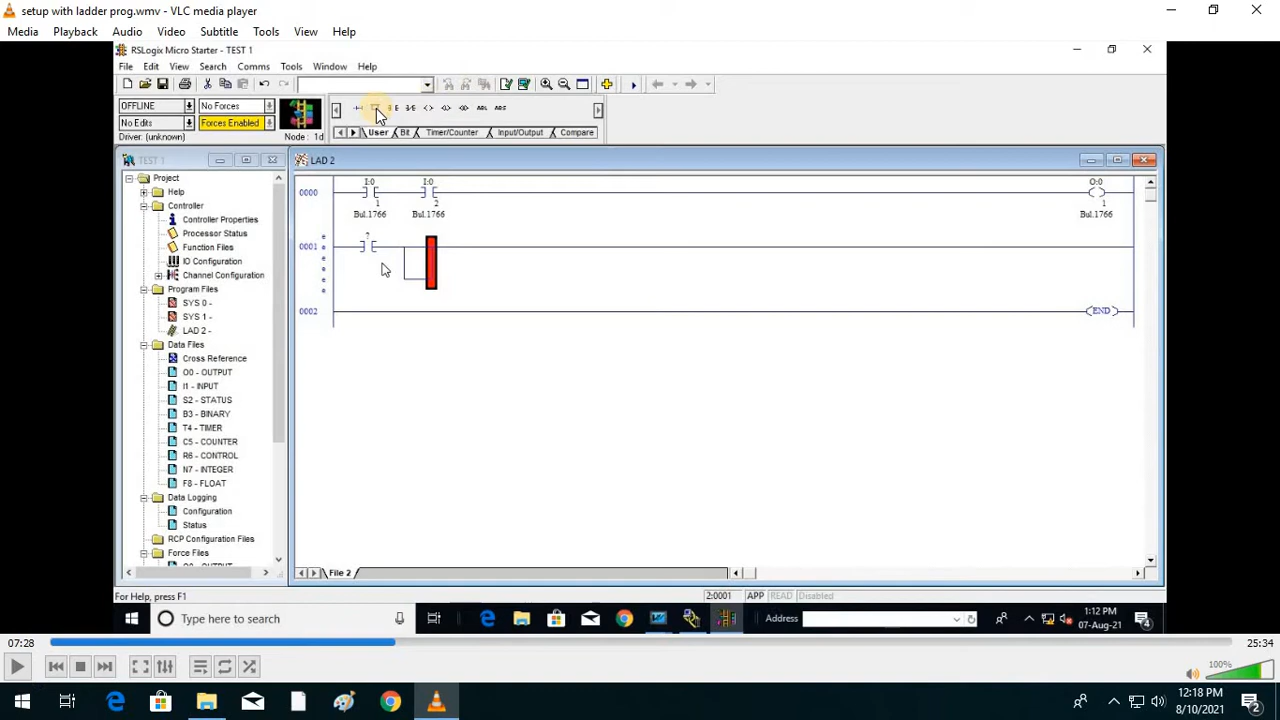 setup with ladder prog.wmv - VLC media player
Media Playback Audio Video Subtitle Tools View Help
RSLogix Micro Starter - TEST 1
File Edit View Search Comms Tools Window Help
OFFLINE No Forces
No Edits Forces Enabled
Driver: (unknown) Node: 1d
User Bit Timer/Counter Input/Output Compare
TEST 1
LAD 2
Project
Help
Controller
Controller Properties
Processor Status
Function Files
IO Configuration
Channel Configuration
Program Files
SYS 0 -
SYS 1 -
LAD 2 -
Data Files
Cross Reference
O0 - OUTPUT
I1 - INPUT
S2 - STATUS
B3 - BINARY
T4 - TIMER
C5 - COUNTER
R6 - CONTROL
N7 - INTEGER
F8 - FLOAT
Data Logging
Configuration
Status
RCP Configuration Files
Force Files
O0 - OUTPUT
I:0 I:0 O:0
0000
1 2 1
Bul.1766 Bul.1766 Bul.1766
?
0001
e
e
e
e
e
e
0002 END
File 2
For Help, press F1 2:0001 APP READ Disabled
Type here to search Address 1:12 PM
07-Aug-21 4
07:28 25:34
100%
12:18 PM
8/10/2021 2